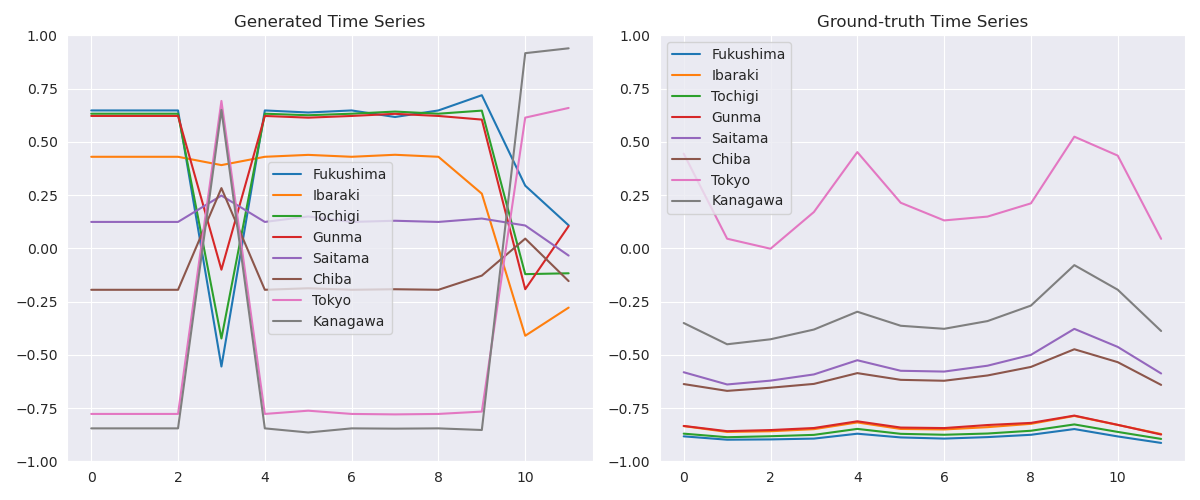 Generated Time Series
1.00
0.75
0.50
0.25
0.00
−0.25
−0.50
−0.75
−1.00
0 2 4 6 8 10
Fukushima
Ibaraki
Tochigi
Gunma
Saitama
Chiba
Tokyo
Kanagawa
Ground-truth Time Series
1.00
0.75
0.50
0.25
0.00
−0.25
−0.50
−0.75
−1.00
0 2 4 6 8 10
Fukushima
Ibaraki
Tochigi
Gunma
Saitama
Chiba
Tokyo
Kanagawa